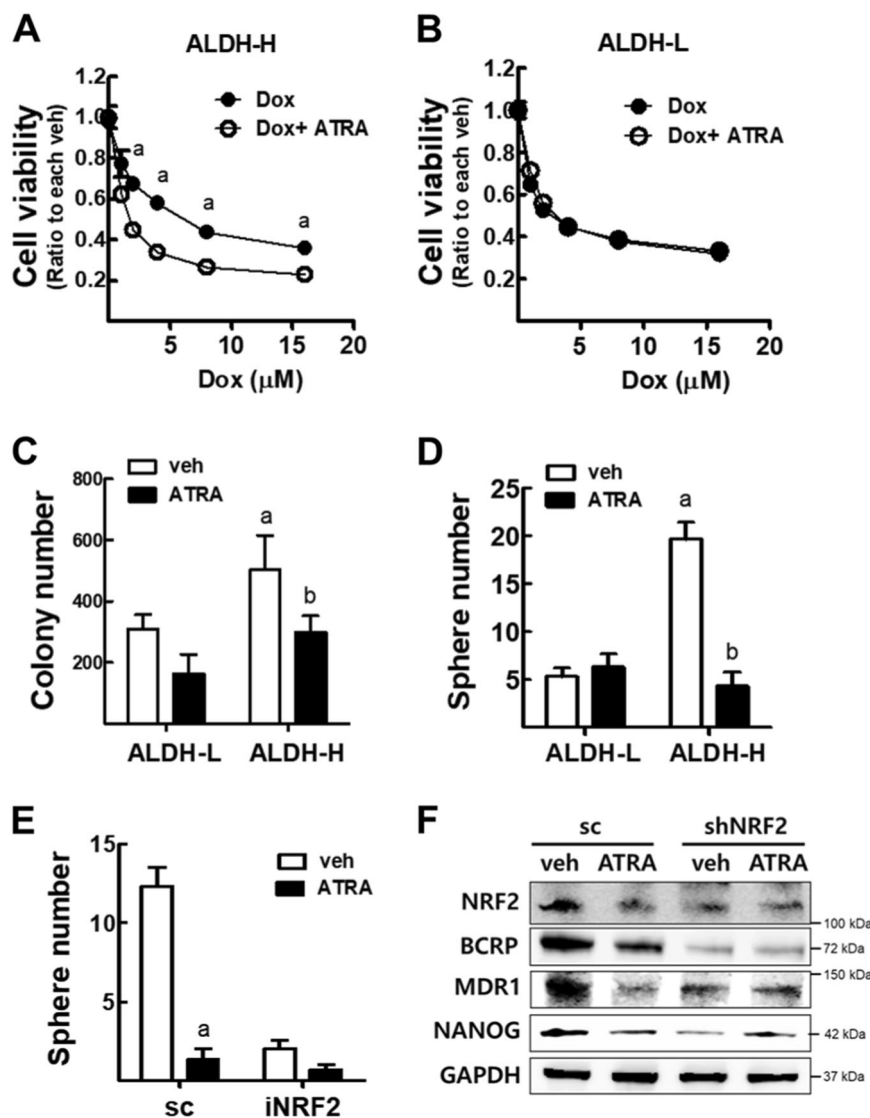 A
ALDH-H
Cell viability
(Ratio to each veh)
1.2
1.0
0.8
0.6
0.4
0.2
Dox
Dox+ ATRA
a
a
a
a
5
10
15
20
Dox (μM)
B
ALDH-L
Cell viability
(Ratio to each veh)
1.2
1.0
0.8
0.6
0.4
0.2
Dox
Dox+ ATRA
5
10
15
20
Dox (μM)
C
Colony number
800
600
400
200
veh
ATRA
a
b
ALDH-L
ALDH-H
D
Sphere number
25
20
15
10
5
veh
ATRA
a
b
ALDH-L
ALDH-H
E
Sphere number
15
10
5
veh
ATRA
a
sc
iNRF2
F
sc
shNRF2
veh ATRA veh ATRA
NRF2
100 kDa
BCRP
72 kDa
150 kDa
MDR1
NANOG
42 kDa
GAPDH
37 kDa